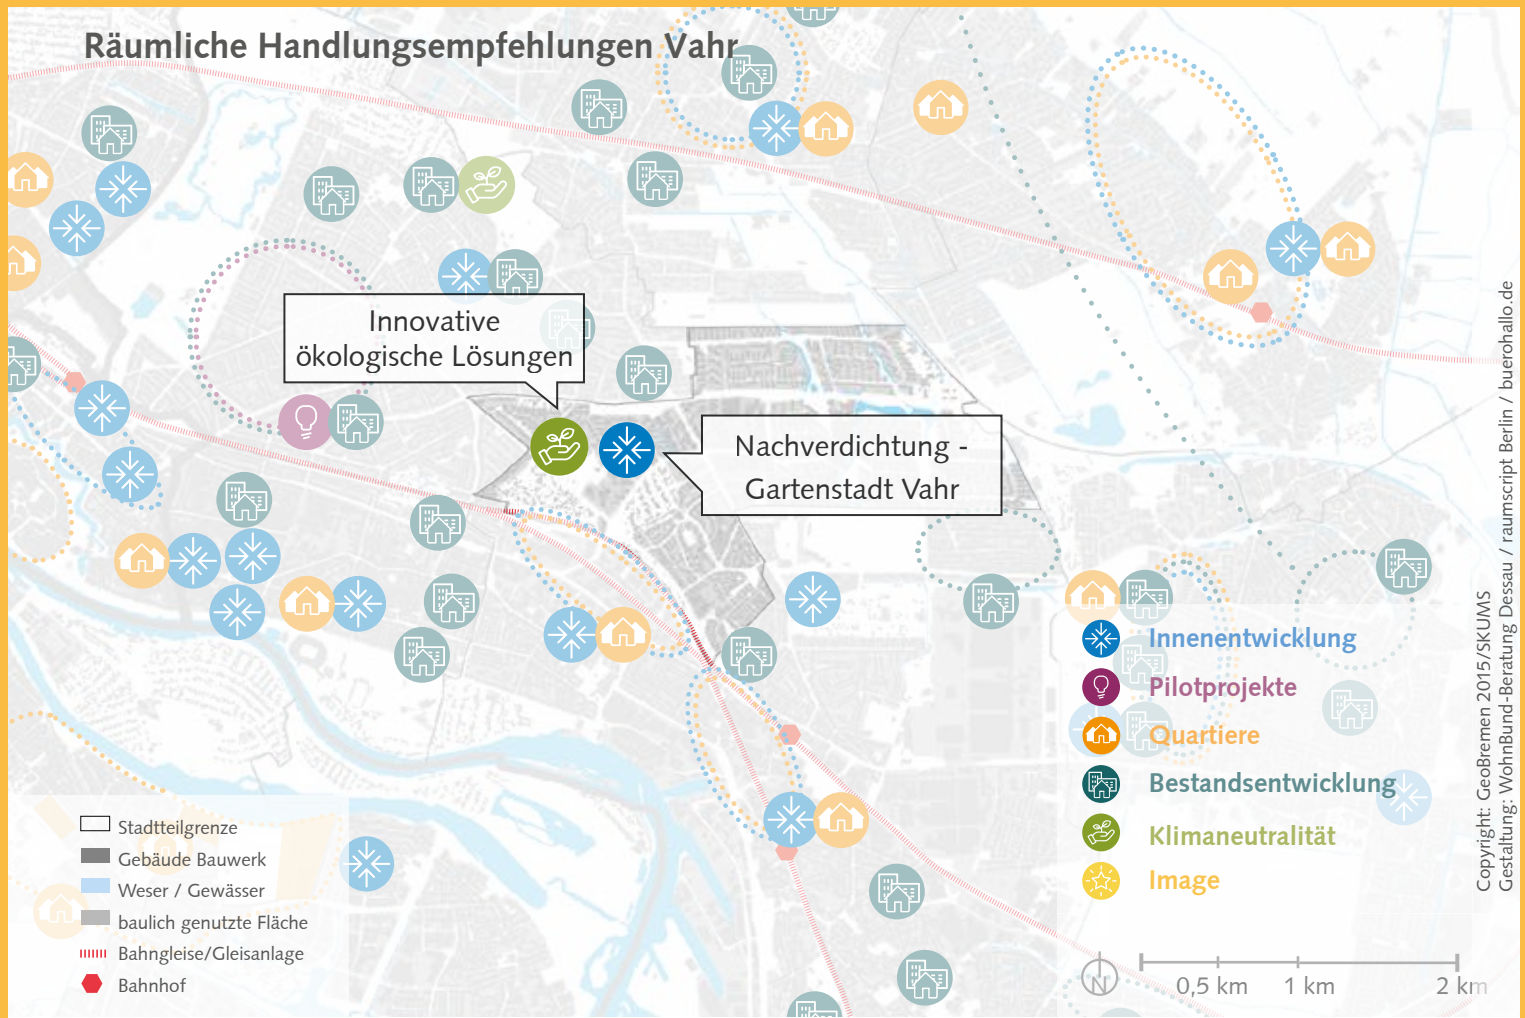 Räumliche Handlungsempfehlungen Vahr
Innovative
ökologische Lösungen
Nachverdichtung -
Gartenstadt Vahr
Innenentwicklung
Pilotprojekte
Quartiere
Bestandsentwicklung
Klimaneutralität
Image
Stadtteilgrenze
Gebäude Bauwerk
Weser / Gewässer
baulich genutzte Fläche
Bahngleise/Gleisanlage
Bahnhof
N
0,5 km 1 km 2 km
Copyright: GeoBremen 2015/SKUMS
Gestaltung: WohnBund-Beratung Dessau / raumscript Berlin / buerohallo.de